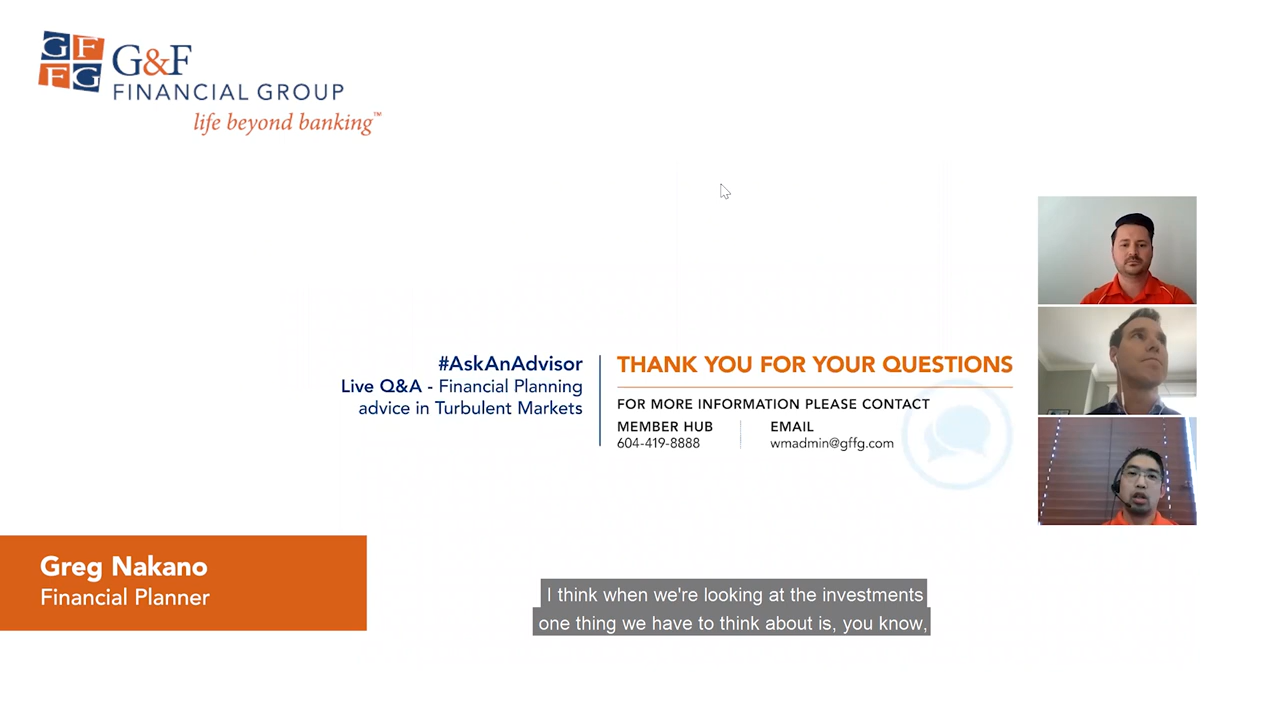 GF
FG
G&F
FINANCIAL GROUP
life beyond banking™
#AskAnAdvisor
Live Q&A - Financial Planning
advice in Turbulent Markets
THANK YOU FOR YOUR QUESTIONS
FOR MORE INFORMATION PLEASE CONTACT
MEMBER HUB
604-419-8888
EMAIL
wmadmin@gffg.com
Greg Nakano
Financial Planner
I think when we're looking at the investments
one thing we have to think about is, you know,